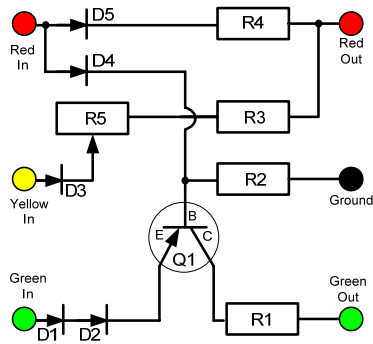 D5
R4
Red
In
Red
Out
D4
R5
R3
D3
R2
Yellow
In
Ground
B
E
C
Q1
Green
In
Green
Out
D1
D2
R1